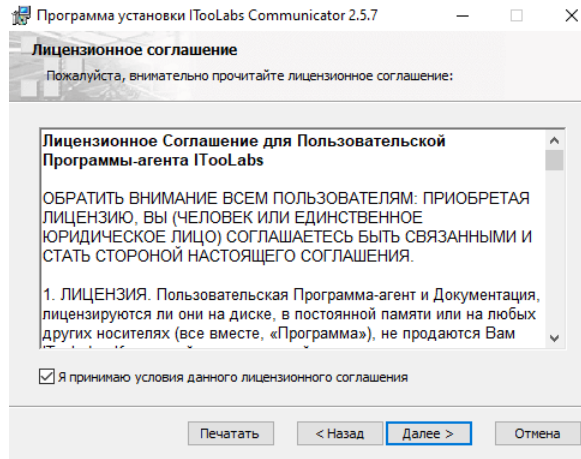 Программа установки ITooLabs Communicator 2.5.7
Лицензионное соглашение
Пожалуйста, внимательно прочитайте лицензионное соглашение:
Лицензионное Соглашение для Пользовательской
Программы-агента ITooLabs
ОБРАТИТЬ ВНИМАНИЕ ВСЕМ ПОЛЬЗОВАТЕЛЯМ: ПРИОБРЕТАЯ
ЛИЦЕНЗИЮ, ВЫ (ЧЕЛОВЕК ИЛИ ЕДИНСТВЕННОЕ
ЮРИДИЧЕСКОЕ ЛИЦО) СОГЛАШАЕТЕСЬ БЫТЬ СВЯЗАННЫМИ И
СТАТЬ СТОРОНОЙ НАСТОЯЩЕГО СОГЛАШЕНИЯ.
1. ЛИЦЕНЗИЯ. Пользовательская Программа-агент и Документация,
лицензируются ли они на диске, в постоянной памяти или на любых
других носителях (все вместе, «Программа»), не продаются Вам
Я принимаю условия данного лицензионного соглашения
Печатать < Назад Далее > Отмена